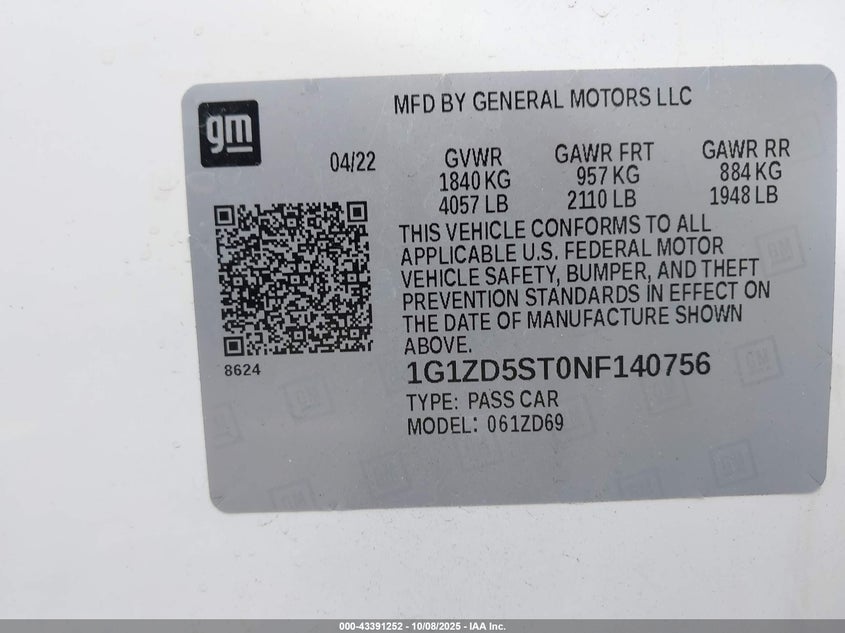 MFD BY GENERAL MOTORS LLC
gm
04/22
GVWR GAWR FRT GAWR RR
1840 KG 957 KG 884 KG
4057 LB 2110 LB 1948 LB
THIS VEHICLE CONFORMS TO ALL
APPLICABLE U.S. FEDERAL MOTOR
VEHICLE SAFETY, BUMPER, AND THEFT
PREVENTION STANDARDS IN EFFECT ON
THE DATE OF MANUFACTURE SHOWN
ABOVE.
8624
1G1ZD5ST0NF140756
TYPE: PASS CAR
MODEL: 061ZD69
000-43391252 - 10/08/2025 - IAA Inc.